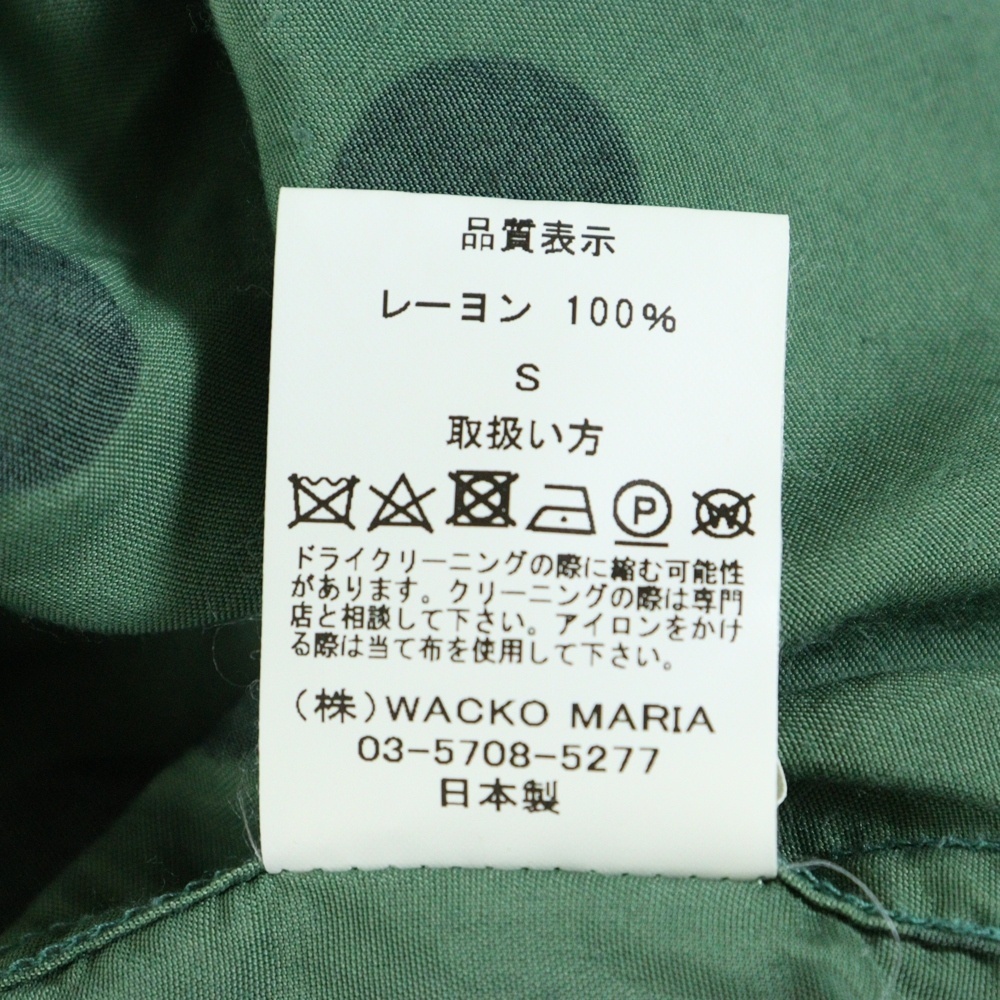 品質表示
レーヨン 100%
S
取扱い方
P W
ドライクリーニングの際に縮む可能性
があります。クリーニングの際は専門
店と相談して下さい。アイロンをかけ
る際は当て布を使用して下さい。
(株)WACKO MARIA
03-5708-5277
日本製